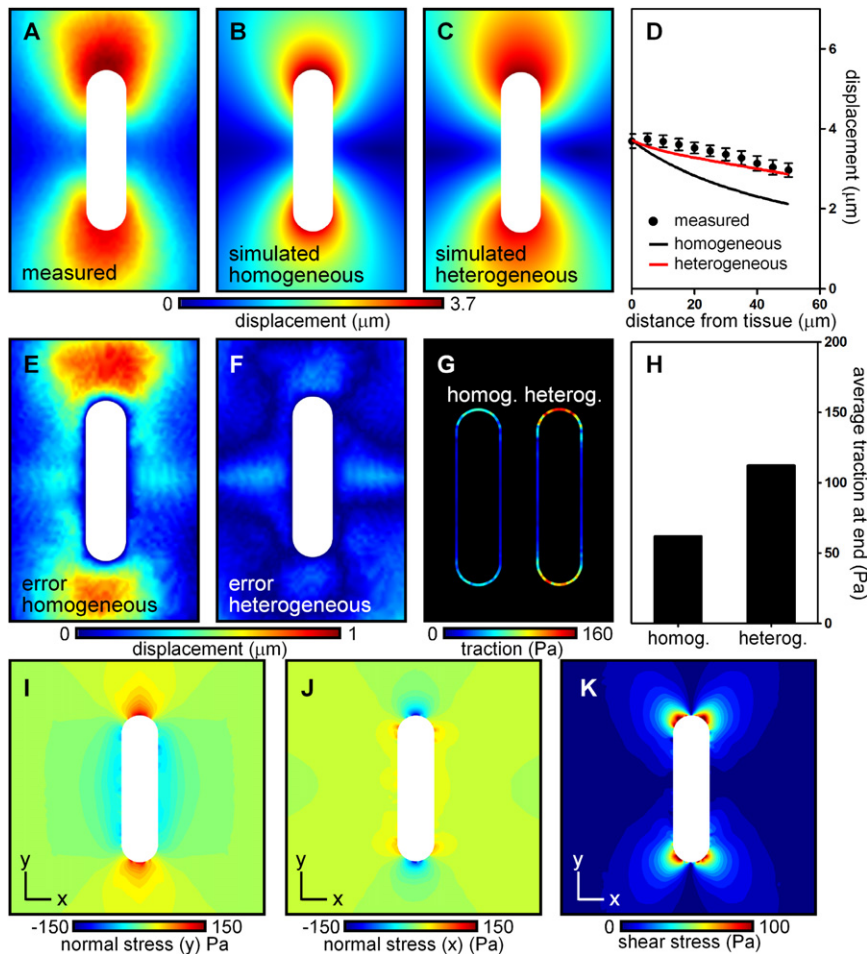 A
measured
B
simulated
homogeneous
C
simulated
heterogeneous
0
3.7
displacement (μm)
D
6
4
2
0
displacement (μm)
measured
homogeneous
heterogeneous
0 20 40 60
distance from tissue (μm)
E
error
homogeneous
F
error
heterogeneous
0
1
displacement (μm)
G
homog. heterog.
0
160
traction (Pa)
H
200
150
100
50
0
average traction at end (Pa)
homog. heterog.
I
y
x
-150
150
normal stress (y) Pa
J
y
x
-150
150
normal stress (x) (Pa)
K
y
x
0
100
shear stress (Pa)